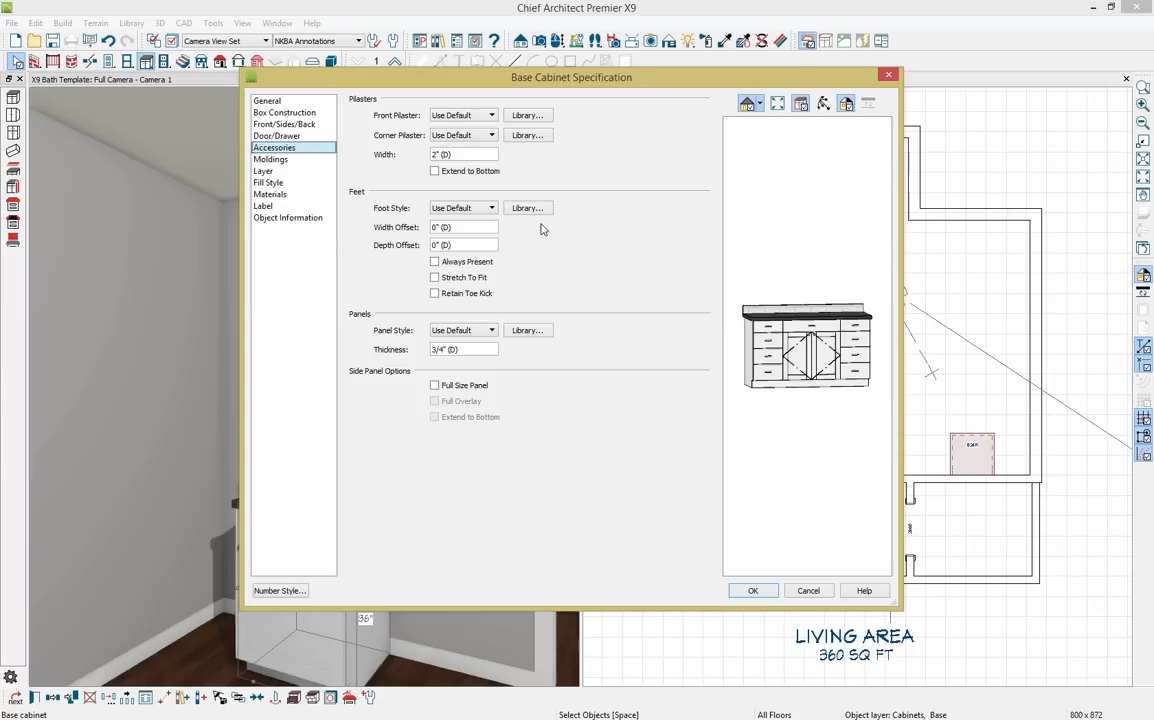 Chief Architect Premier X9
File Edit Build Terrain Library 3D CAD Tools View Window Help
Camera View Set NKBA Annotations
1
X9 Bath Template: Full Camera - Camera 1
Base Cabinet Specification
General
Box Construction
Front/Sides/Back
Door/Drawer
Accessories
Moldings
Layer
Fill Style
Materials
Label
Object Information
Pilasters
Front Pilaster: Use Default Library...
Corner Pilaster: Use Default Library...
Width: 2" (D)
Extend to Bottom
Feet
Foot Style: Use Default Library...
Width Offset: 0" (D)
Depth Offset: 0" (D)
Always Present
Stretch To Fit
Retain Toe Kick
Panels
Panel Style: Use Default Library...
Thickness: 3/4" (D)
Side Panel Options
Full Size Panel
Full Overlay
Extend to Bottom
Number Style...
OK Cancel Help
36"
LIVING AREA
360 SQ FT
next
Base cabinet Select Objects [Space] All Floors Object layer: Cabinets, Base 800 x 872